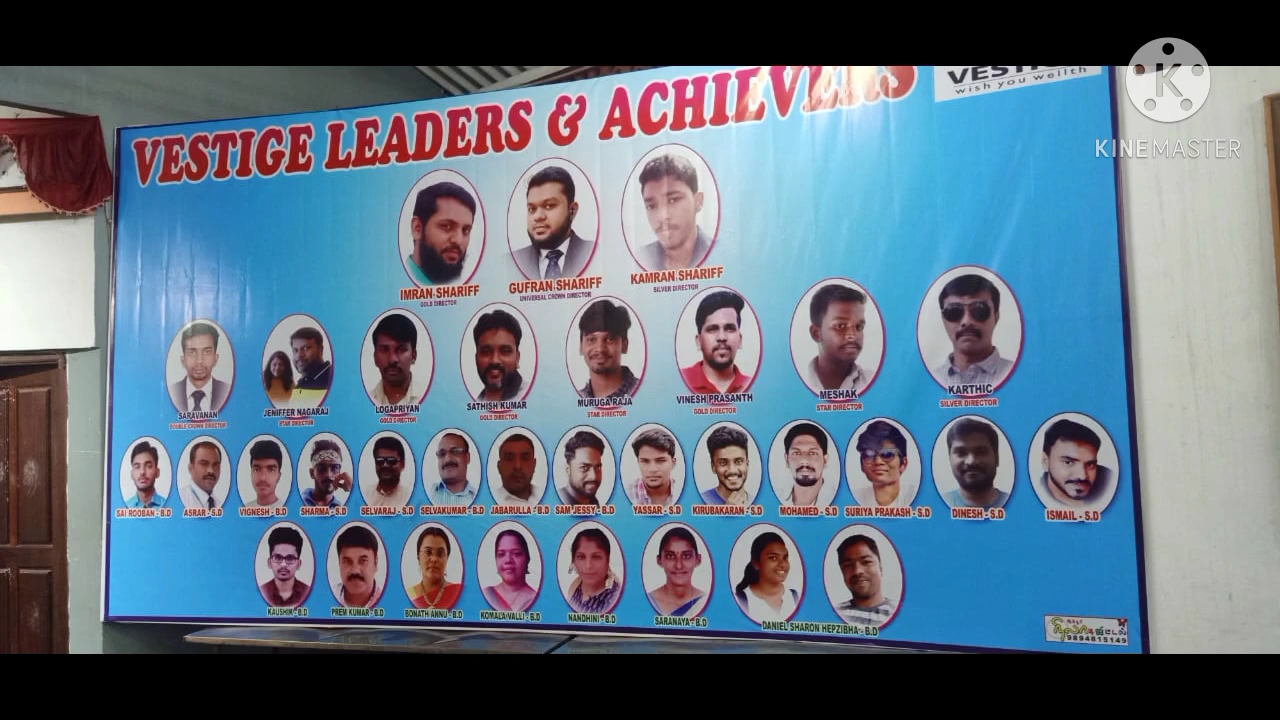 VESTIGE LEADERS & ACHIEVERS
wish you wellth
KINEMASTER
IMRAN SHARIFF
GOLD DIRECTOR
GUFRAN SHARIFF
UNIVERSAL CROWN DIRECTOR
KAMRAN SHARIFF
SILVER DIRECTOR
SARAVANAN
DOUBLE CROWN DIRECTOR
JENIFFER NAGARAJ
STAR DIRECTOR
LOGAPRIYAN
GOLD DIRECTOR
SATHISH KUMAR
GOLD DIRECTOR
MURUGA RAJA
STAR DIRECTOR
VINESH PRASANTH
GOLD DIRECTOR
MESHAK
STAR DIRECTOR
KARTHIC
SILVER DIRECTOR
SAI ROOBAN - B.D
ASRAR - S.D
VIGNESH - B.D
SHARMA - S.D
SELVARAJ - S.D
SELVAKUMAR - B.D
JABARULLA - B.D
SAM JESSY - B.D
YASSAR - S.D
KIRUBAKARAN - S.D
MOHAMED - S.D
SURIYA PRAKASH - S.D
DINESH - S.D
ISMAIL - S.D
KAUSHIK - B.D
PREM KUMAR - B.D
BONATH ANNU - B.D
KOMALA VALLI - B.D
NANDHINI - B.D
SARANAYA - B.D
DANIEL SHARON HEPZIBHA - B.D
9894815149